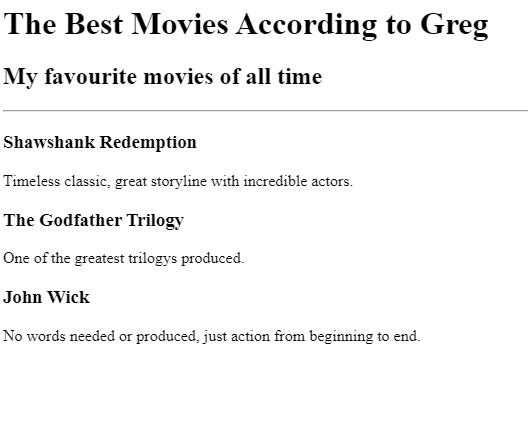 The Best Movies According to Greg
My favourite movies of all time
Shawshank Redemption
Timeless classic, great storyline with incredible actors.
The Godfather Trilogy
One of the greatest trilogys produced.
John Wick
No words needed or produced, just action from beginning to end.